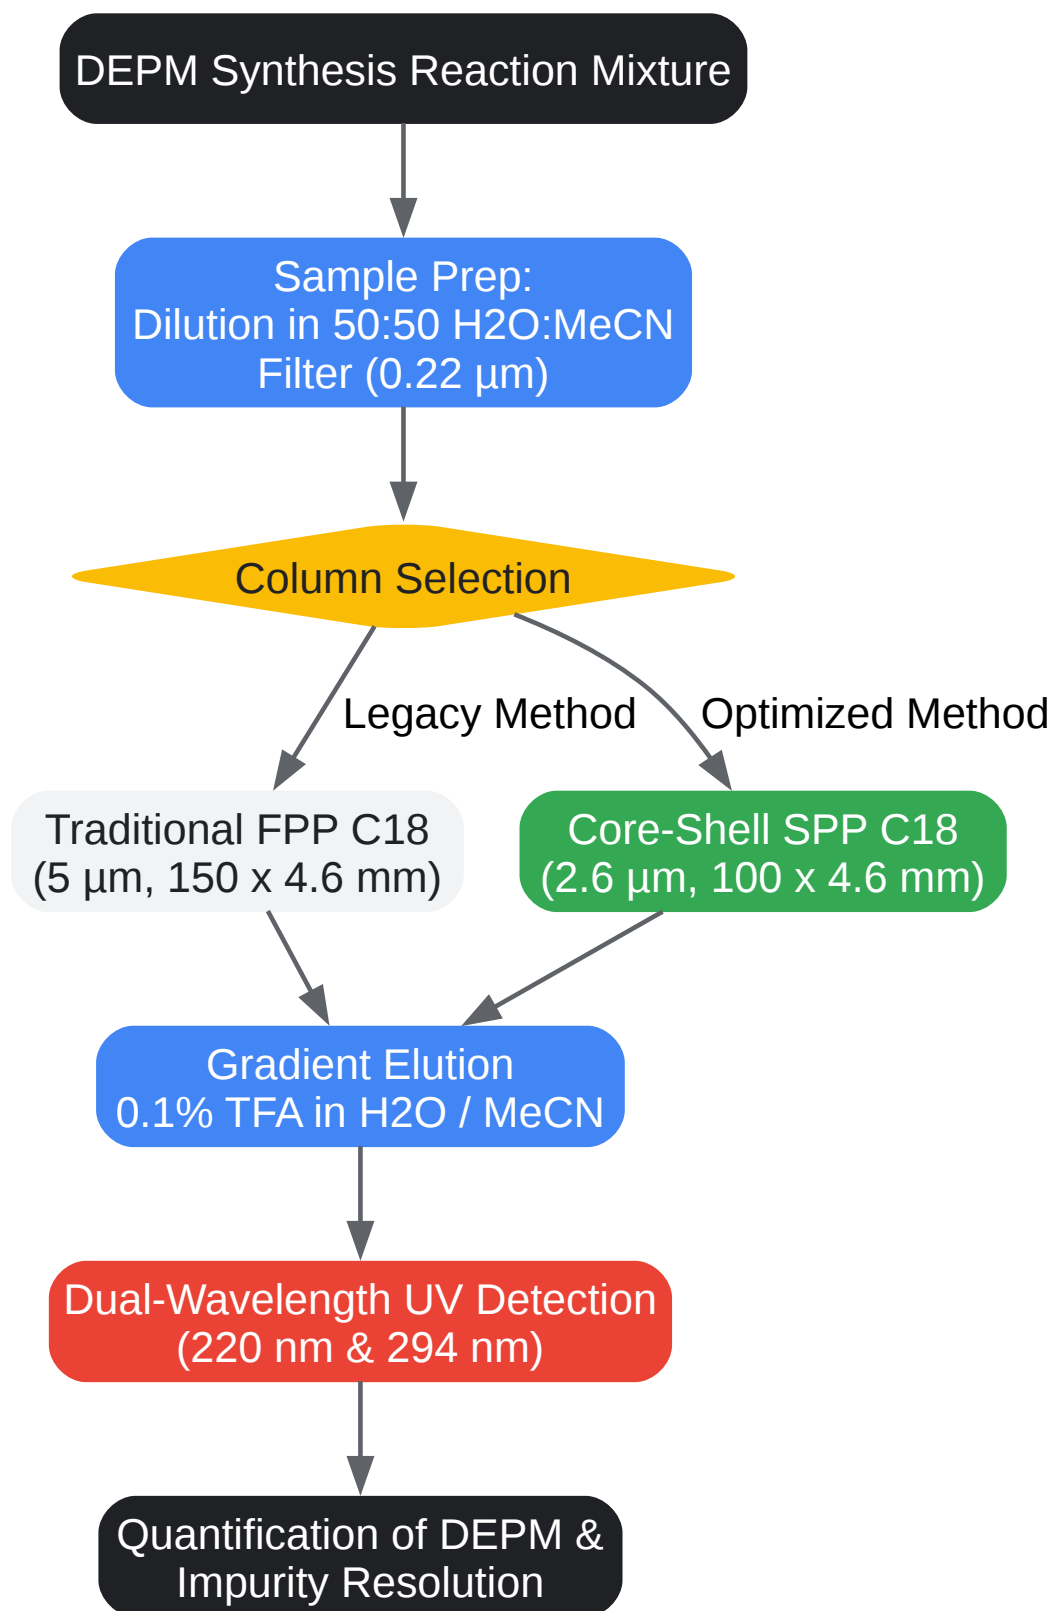 DEPM Synthesis Reaction Mixture
Sample Prep:
Dilution in 50:50 H2O:MeCN
Filter (0.22 µm)
Column Selection
Legacy Method
Optimized Method
Traditional FPP C18
(5 µm, 150 x 4.6 mm)
Core-Shell SPP C18
(2.6 µm, 100 x 4.6 mm)
Gradient Elution
0.1% TFA in H2O / MeCN
Dual-Wavelength UV Detection
(220 nm & 294 nm)
Quantification of DEPM &
Impurity Resolution